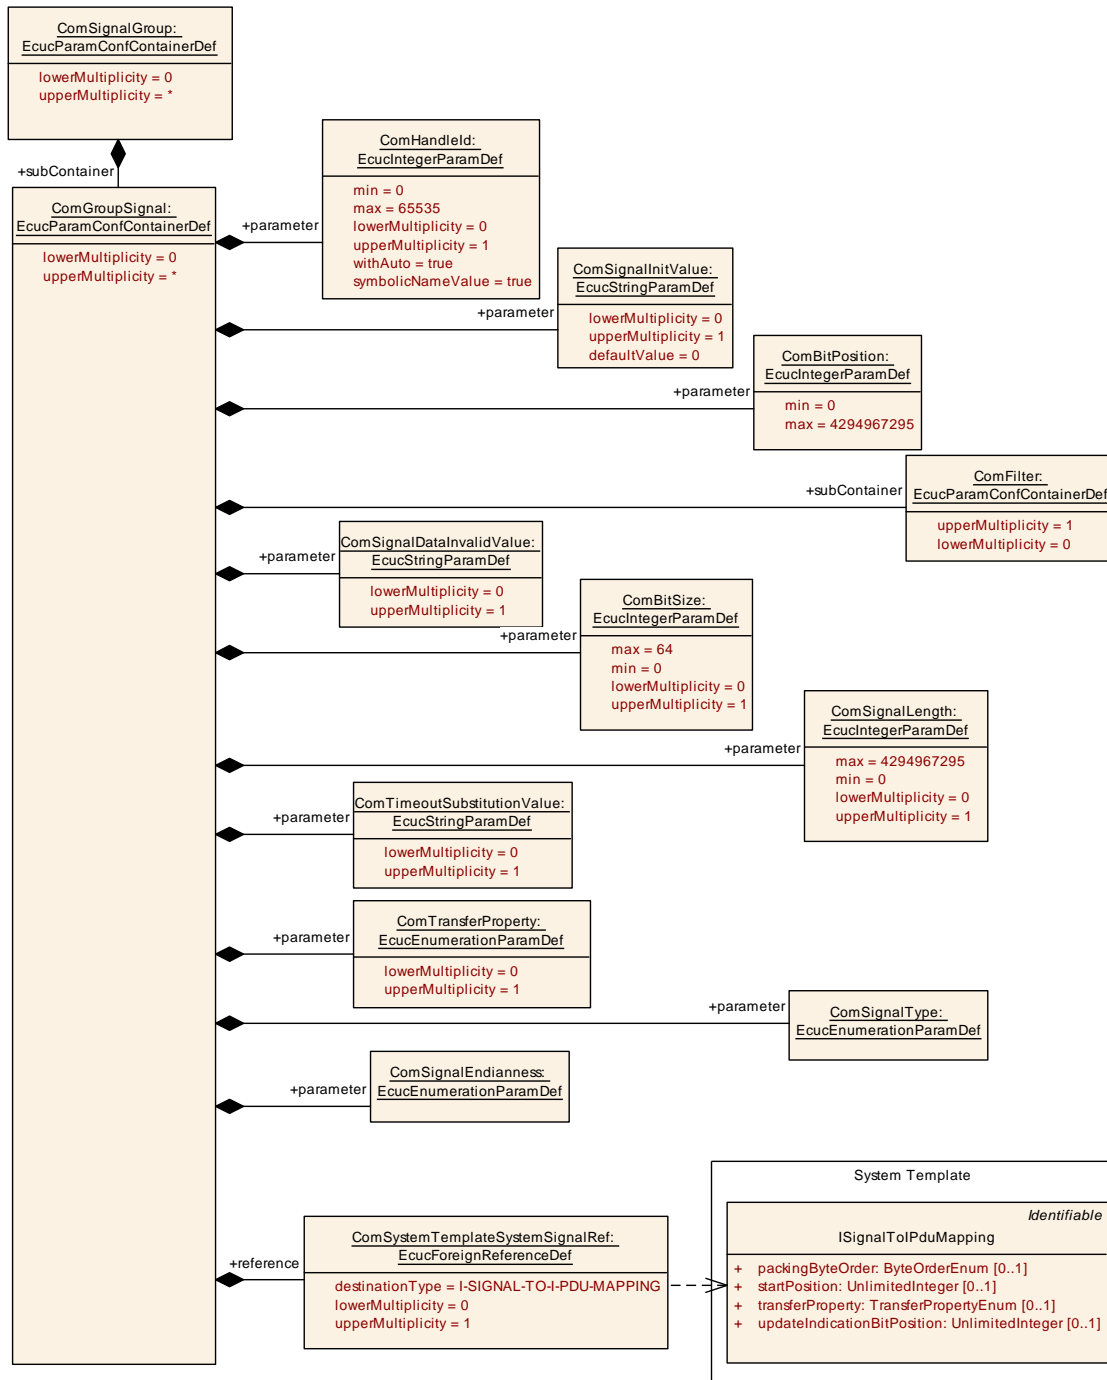 ComSignalGroup:
EcucParamConfContainerDef
lowerMultiplicity = 0
upperMultiplicity = *
+subContainer
ComGroupSignal:
EcucParamConfContainerDef
lowerMultiplicity = 0
upperMultiplicity = *
+parameter
ComHandleId:
EcucIntegerParamDef
min = 0
max = 65535
lowerMultiplicity = 0
upperMultiplicity = 1
withAuto = true
symbolicNameValue = true
+parameter
ComSignalInitValue:
EcucStringParamDef
lowerMultiplicity = 0
upperMultiplicity = 1
defaultValue = 0
+parameter
ComBitPosition:
EcucIntegerParamDef
min = 0
max = 4294967295
+subContainer
ComFilter:
EcucParamConfContainerDef
upperMultiplicity = 1
lowerMultiplicity = 0
+parameter
ComSignalDataInvalidValue:
EcucStringParamDef
lowerMultiplicity = 0
upperMultiplicity = 1
+parameter
ComBitSize:
EcucIntegerParamDef
max = 64
min = 0
lowerMultiplicity = 0
upperMultiplicity = 1
+parameter
ComSignalLength:
EcucIntegerParamDef
max = 4294967295
min = 0
lowerMultiplicity = 0
upperMultiplicity = 1
+parameter
ComTimeoutSubstitutionValue:
EcucStringParamDef
lowerMultiplicity = 0
upperMultiplicity = 1
+parameter
ComTransferProperty:
EcucEnumerationParamDef
lowerMultiplicity = 0
upperMultiplicity = 1
+parameter
ComSignalType:
EcucEnumerationParamDef
+parameter
ComSignalEndianness:
EcucEnumerationParamDef
+reference
ComSystemTemplateSystemSignalRef:
EcucForeignReferenceDef
destinationType = I-SIGNAL-TO-I-PDU-MAPPING
lowerMultiplicity = 0
upperMultiplicity = 1
System Template
Identifiable
ISignalToIPduMapping
+ packingByteOrder: ByteOrderEnum [0..1]
+ startPosition: UnlimitedInteger [0..1]
+ transferProperty: TransferPropertyEnum [0..1]
+ updateIndicationBitPosition: UnlimitedInteger [0..1]